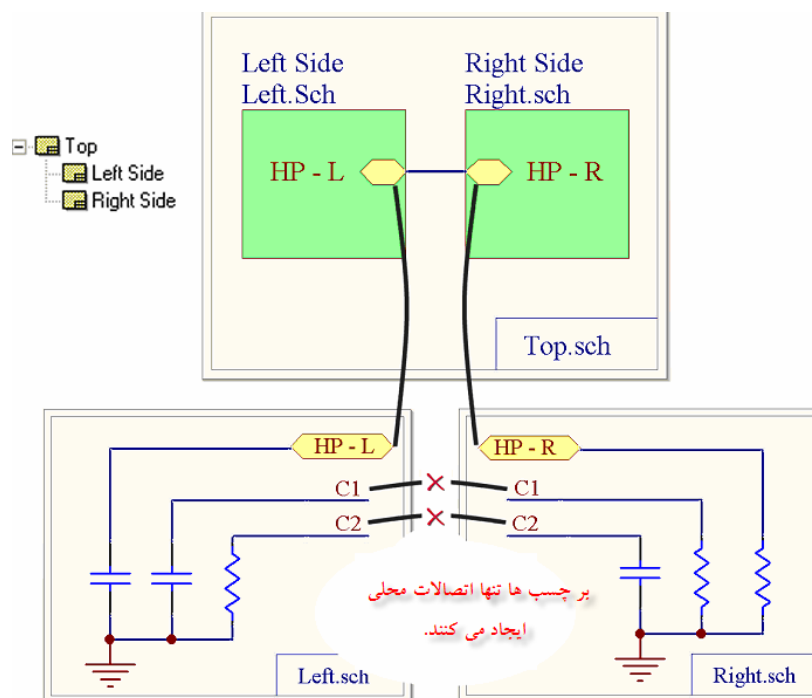 Left Side
Left.Sch
Right Side
Right.sch
Top
Left Side
Right Side
HP - L
HP - R
Top.sch
HP - L
HP - R
C1
C1
C2
C2
بر چسب ها تنها اتصالات محلی
ایجاد می کنند.
Left.sch
Right.sch